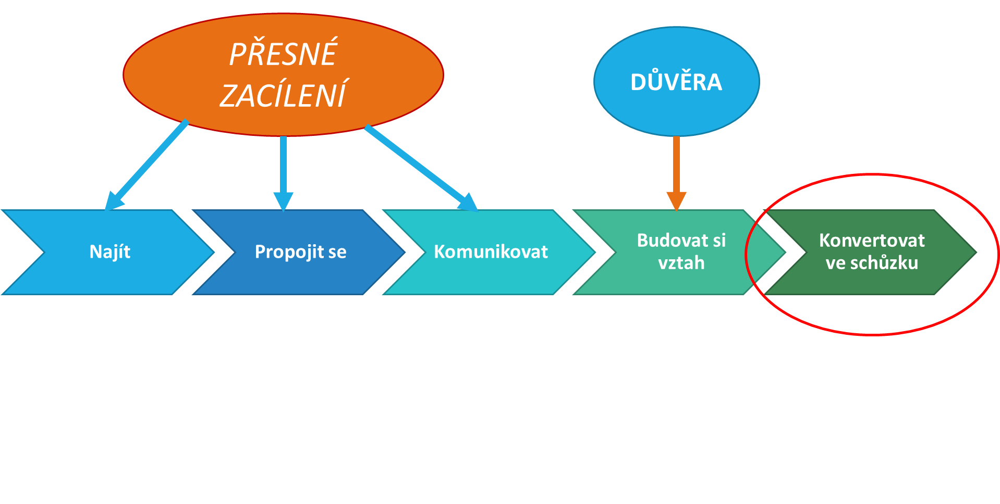 PŘESNÉ
ZACÍLENÍ
DŮVĚRA
Najít
Propojit se
Komunikovat
Budovat si
vztah
Konvertovat
ve schůzku